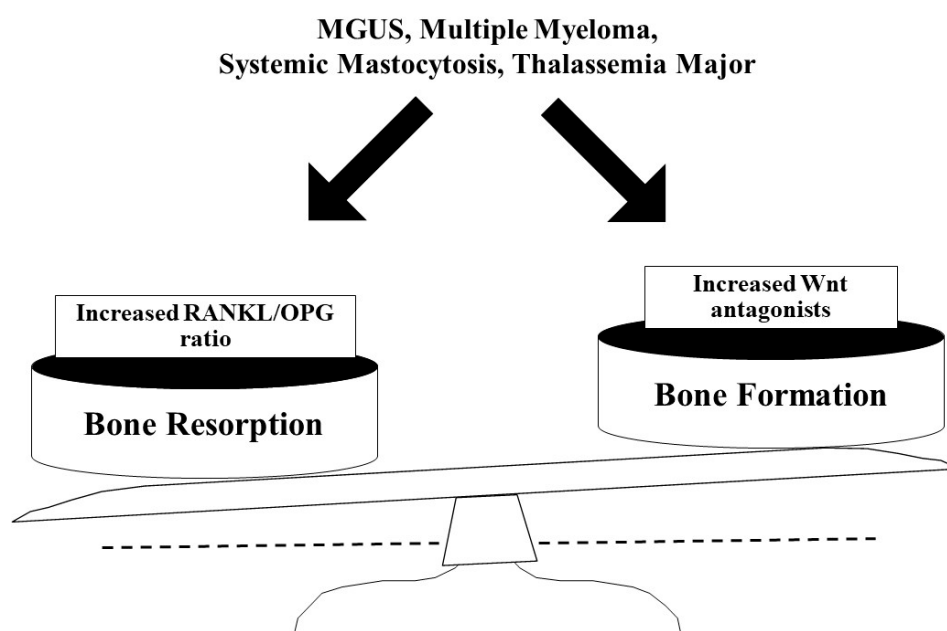 MGUS, Multiple Myeloma,
Systemic Mastocytosis, Thalassemia Major
Increased RANKL/OPG
ratio
Bone Resorption
Increased Wnt
antagonists
Bone Formation